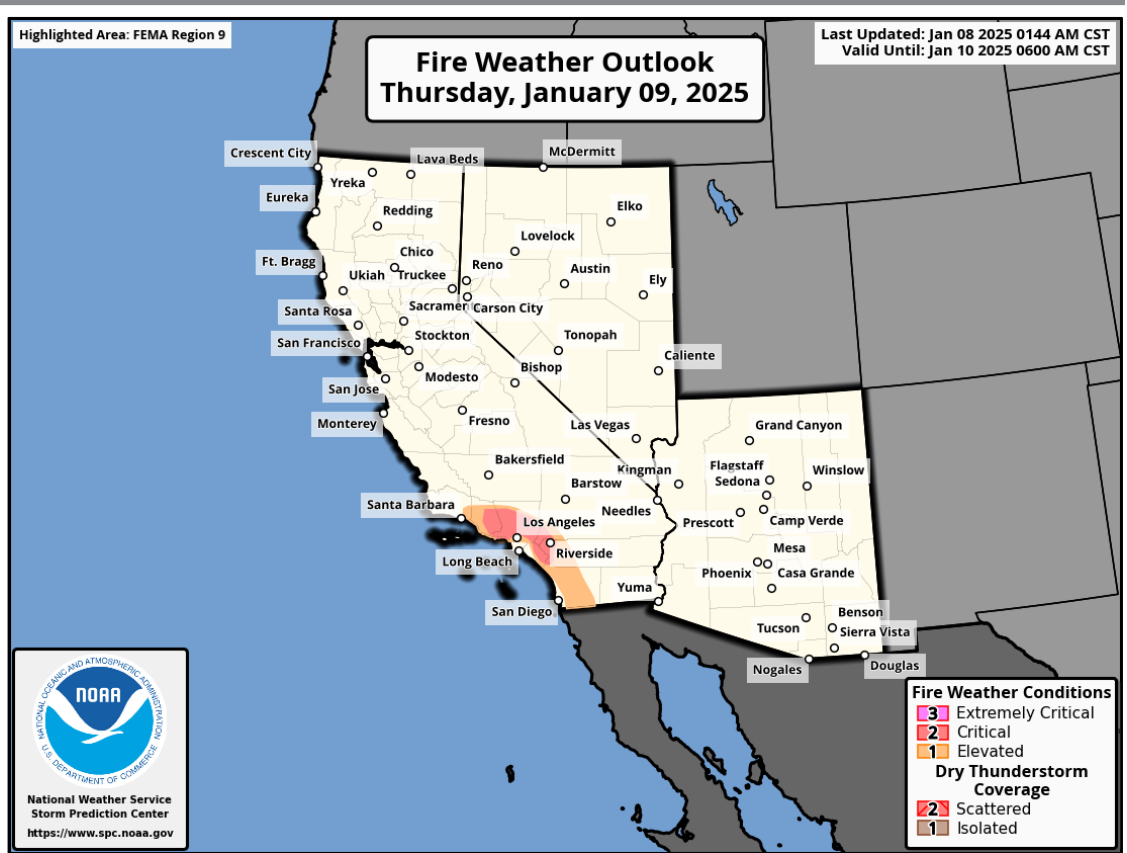 Highlighted Area: FEMA Region 9
Last Updated: Jan 08 2025 0144 AM CST
Valid Until: Jan 10 2025 0600 AM CST
Fire Weather Outlook
Thursday, January 09, 2025
Crescent City
Lava Beds
McDermitt
Yreka
Eureka
Redding
Elko
Lovelock
Chico
Ft. Bragg
Ukiah
Truckee
Reno
Austin
Ely
Santa Rosa
Sacramen
Carson City
San Francisco
Stockton
Tonopah
Caliente
Modesto
Bishop
San Jose
Monterey
Fresno
Las Vegas
Grand Canyon
Bakersfield
Kingman
Flagstaff
Sedona
Winslow
Barstow
Santa Barbara
Needles
Los Angeles
Prescott
Camp Verde
Long Beach
Riverside
Mesa
Phoenix
Casa Grande
Yuma
San Diego
Benson
Tucson
Sierra Vista
Nogales
Douglas
NATIONAL OCEANIC AND ATMOSPHERIC ADMINISTRATION
NOAA
U.S. DEPARTMENT OF COMMERCE
National Weather Service
Storm Prediction Center
https://www.spc.noaa.gov
Fire Weather Conditions
3 Extremely Critical
2 Critical
1 Elevated
Dry Thunderstorm
Coverage
2 Scattered
1 Isolated